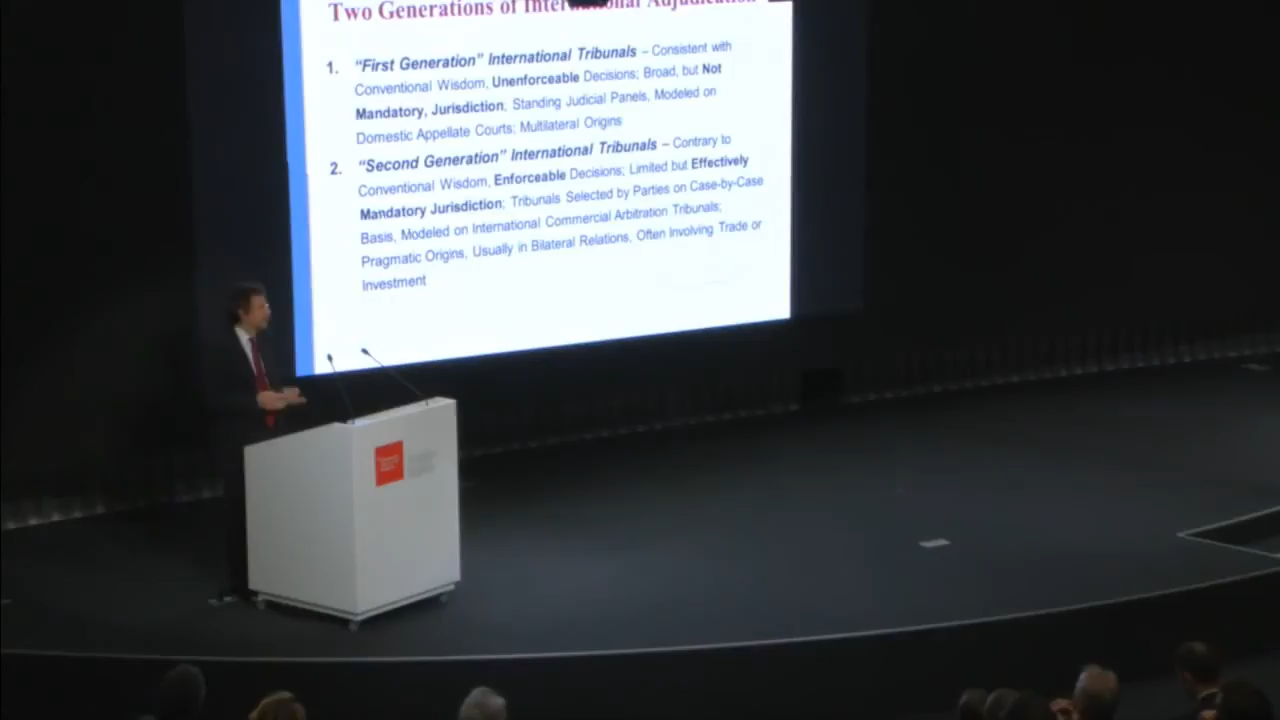 Two Generations of International Adjudication
1. “First Generation” International Tribunals – Consistent with
Conventional Wisdom, Unenforceable Decisions; Broad, but Not
Mandatory, Jurisdiction; Standing Judicial Panels, Modeled on
Domestic Appellate Courts; Multilateral Origins
2. “Second Generation” International Tribunals – Contrary to
Conventional Wisdom, Enforceable Decisions; Limited but Effectively
Mandatory Jurisdiction; Tribunals Selected by Parties on Case-by-Case
Basis, Modeled on International Commercial Arbitration Tribunals;
Pragmatic Origins, Usually in Bilateral Relations, Often Involving Trade or
Investment